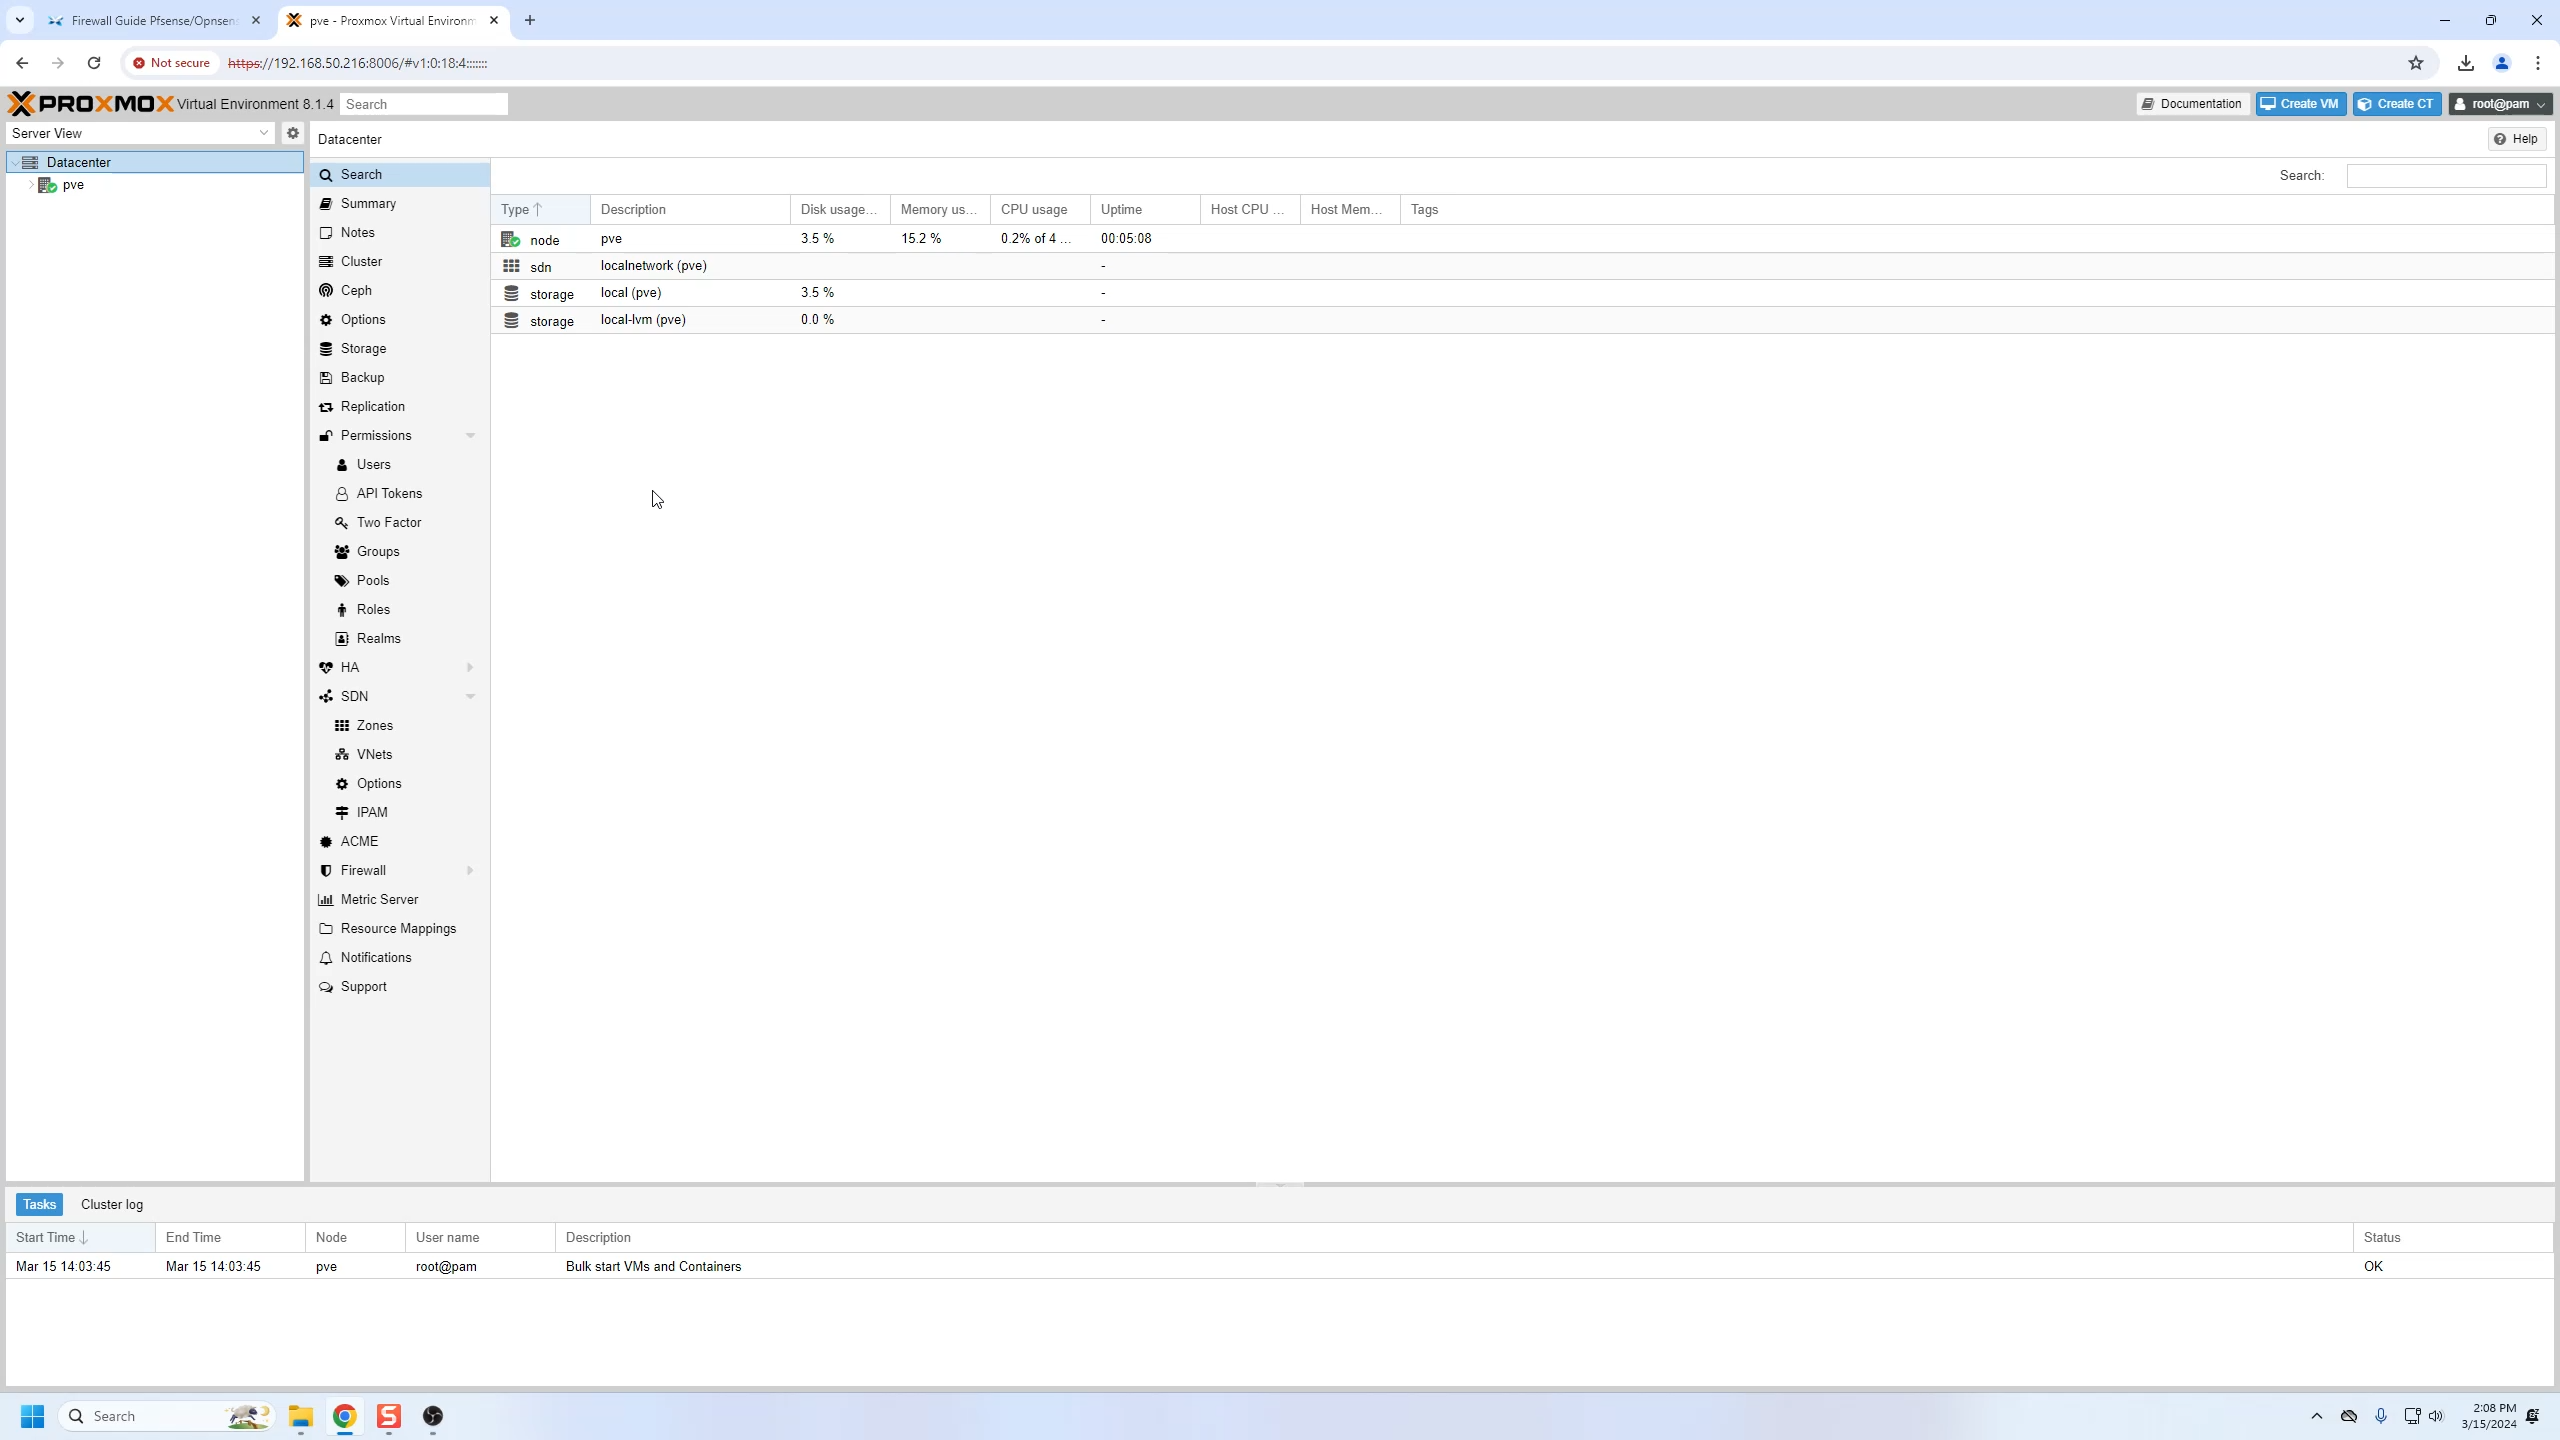 Firewall Guide Pfsense/Opnsens
pve - Proxmox Virtual Environm
Not secure
https://192.168.50.216:8006/#v1:0:18:4:::::::
PROXMOX Virtual Environment 8.1.4
Search
Documentation
Create VM
Create CT
root@pam
Server View
Datacenter
Help
Datacenter
pve
Search
Summary
Notes
Cluster
Ceph
Options
Storage
Backup
Replication
Permissions
Users
API Tokens
Two Factor
Groups
Pools
Roles
Realms
HA
SDN
Zones
VNets
Options
IPAM
ACME
Firewall
Metric Server
Resource Mappings
Notifications
Support
Search:
Type Description Disk usage... Memory us... CPU usage Uptime Host CPU ... Host Mem... Tags
node pve 3.5 % 15.2 % 0.2% of 4 ... 00:05:08
sdn localnetwork (pve) -
storage local (pve) 3.5 % -
storage local-lvm (pve) 0.0 % -
Tasks Cluster log
Start Time End Time Node User name Description Status
Mar 15 14:03:45 Mar 15 14:03:45 pve root@pam Bulk start VMs and Containers OK
Search
2:08 PM
3/15/2024